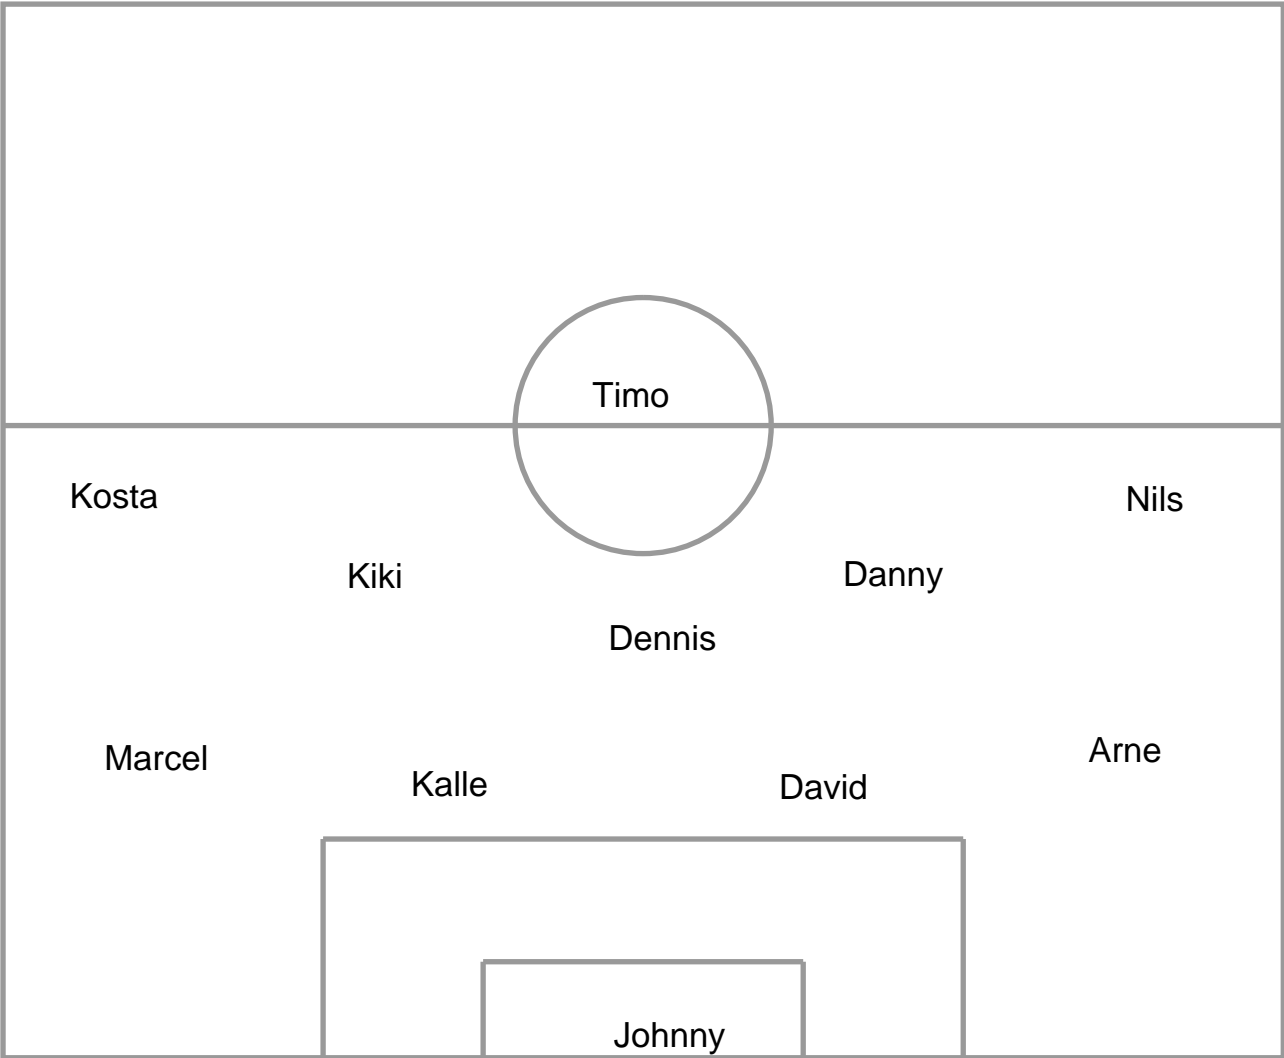 Timo
Kosta
Nils
Kiki
Danny
Dennis
Marcel
Arne
Kalle
David
Johnny